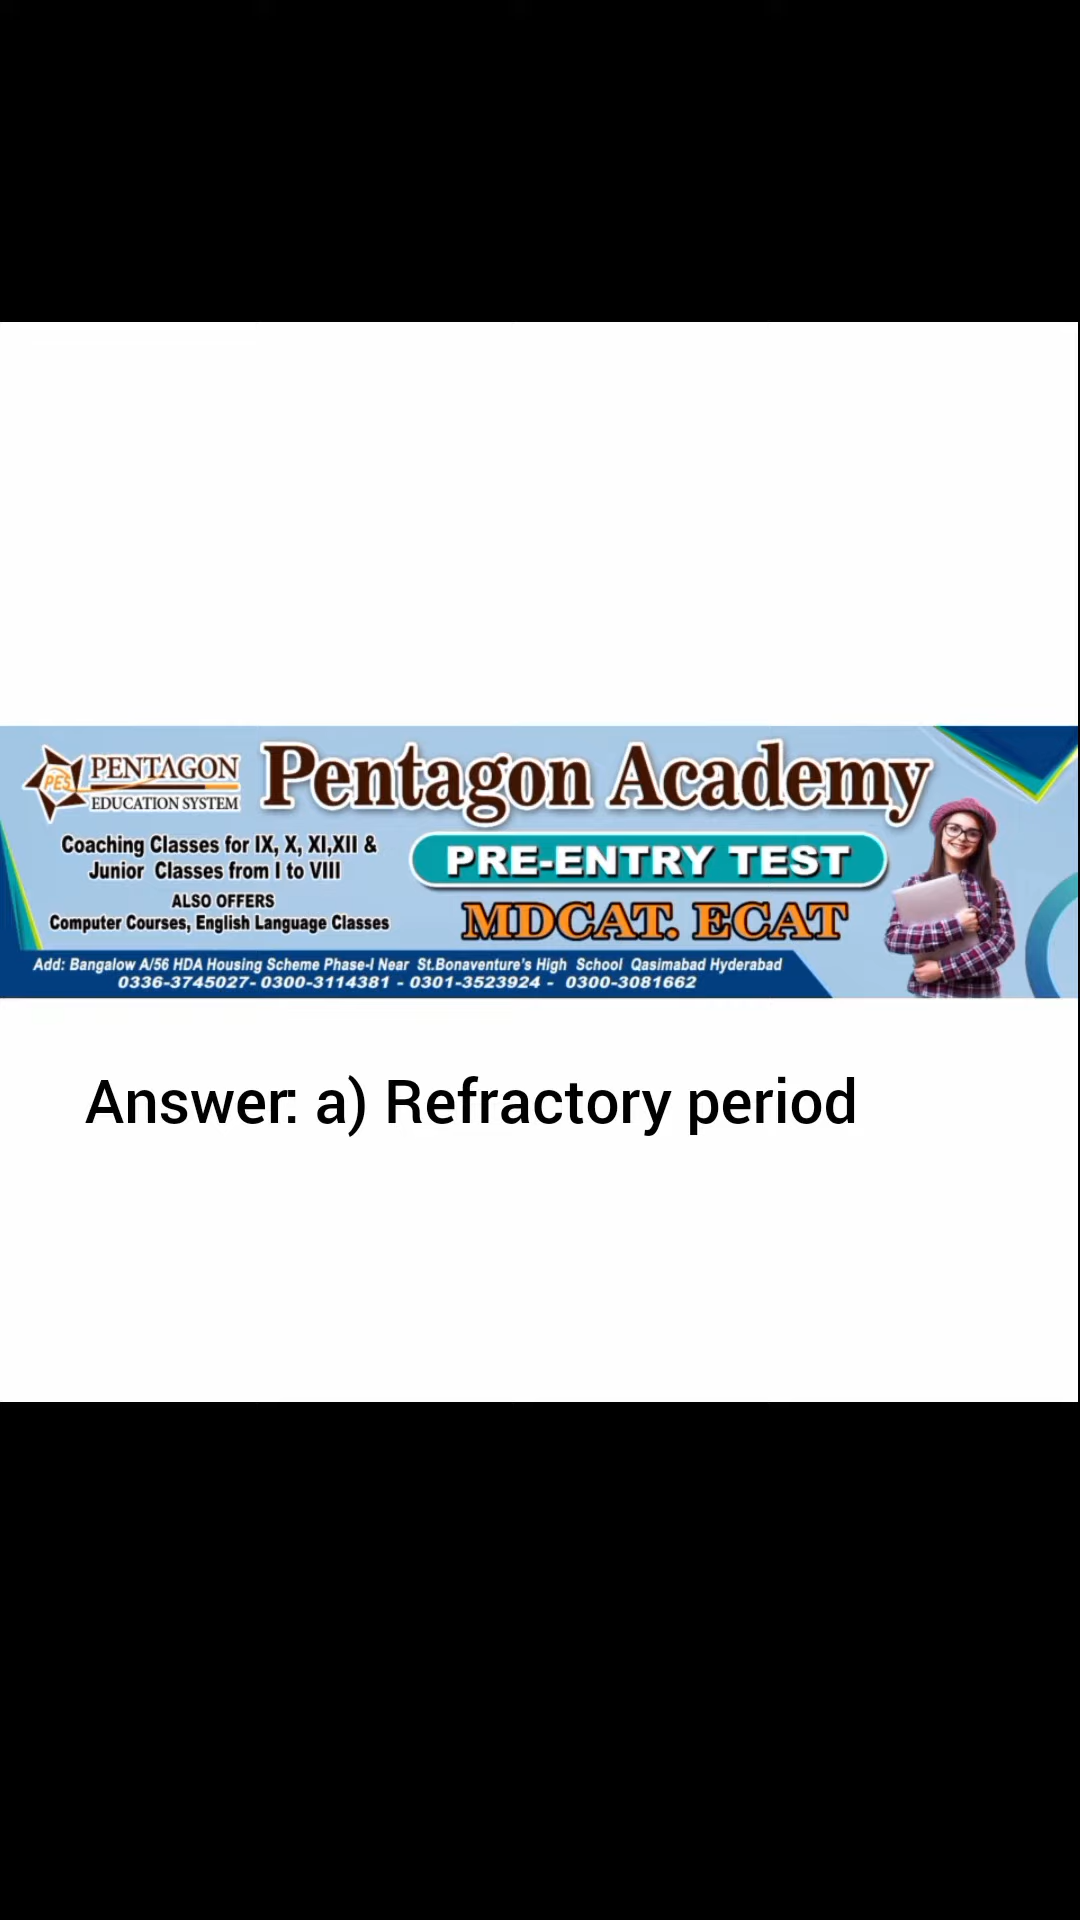 PES
PENTAGON
EDUCATION SYSTEM
Pentagon Academy
Coaching Classes for IX, X, XI,XII &
Junior Classes from I to VIII
ALSO OFFERS
Computer Courses, English Language Classes
PRE-ENTRY TEST
MDCAT. ECAT
Add: Bangalow A/56 HDA Housing Scheme Phase-I Near St.Bonaventure's High School Qasimabad Hyderabad
0336-3745027- 0300-3114381 - 0301-3523924 - 0300-3081662
Answer: a) Refractory period